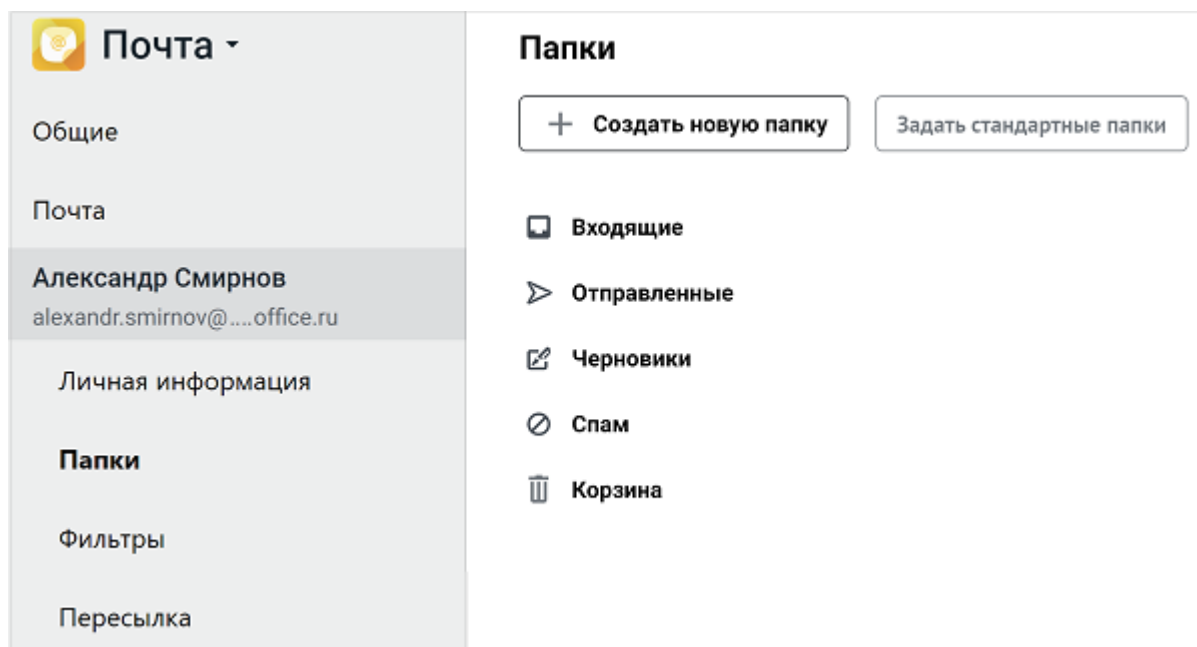 Почта
Общие
Почта
Александр Смирнов
alexandr.smirnov@....office.ru
Личная информация
Папки
Фильтры
Пересылка
Папки
Создать новую папку
Задать стандартные папки
Входящие
Отправленные
Черновики
Спам
Корзина